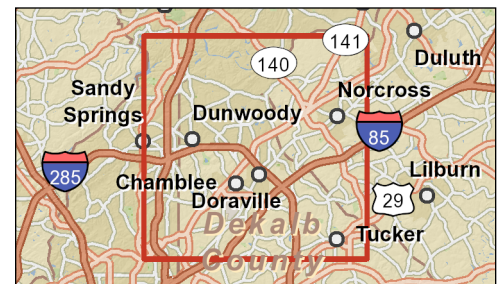 141
140
Duluth
Sandy
Springs
Norcross
Dunwoody
85
285
Chamblee
Lilburn
Doraville
29
Dekalb
County
Tucker